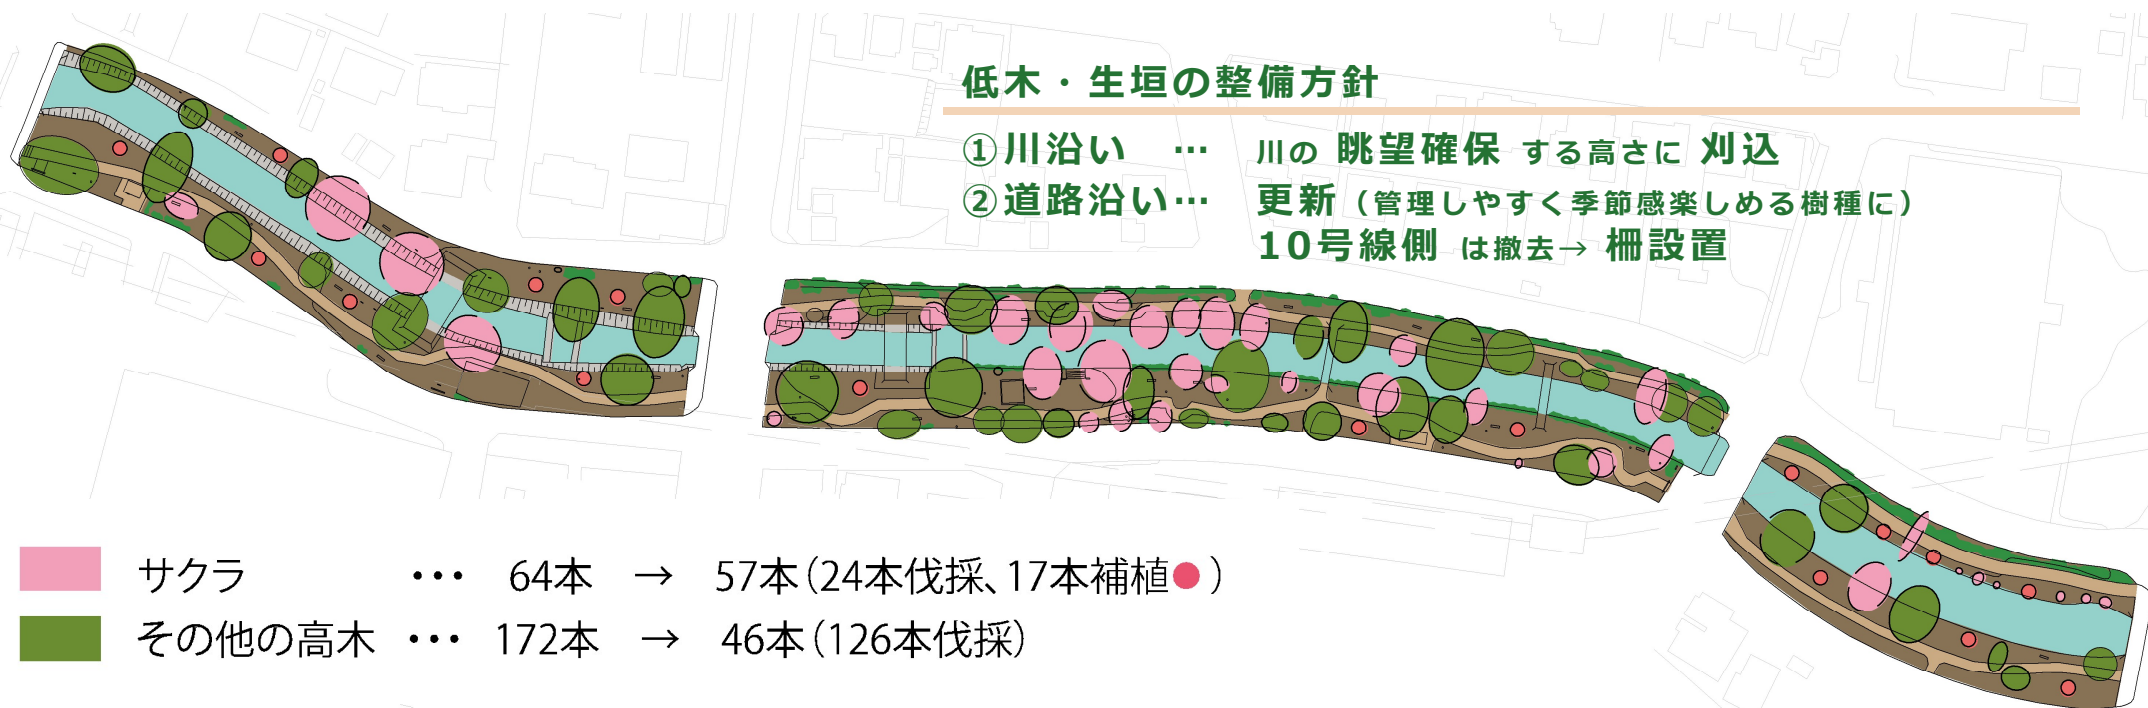 低木・生垣の整備方針
①川沿い … 川の 眺望確保 する高さに 刈込
②道路沿い… 更新（管理しやすく季節感楽しめる樹種に）
10号線側 は撤去→ 柵設置
サクラ ・・・ 64本 → 57本（24本伐採、17本補植●）
その他の高木 ・・・ 172本 → 46本（126本伐採）